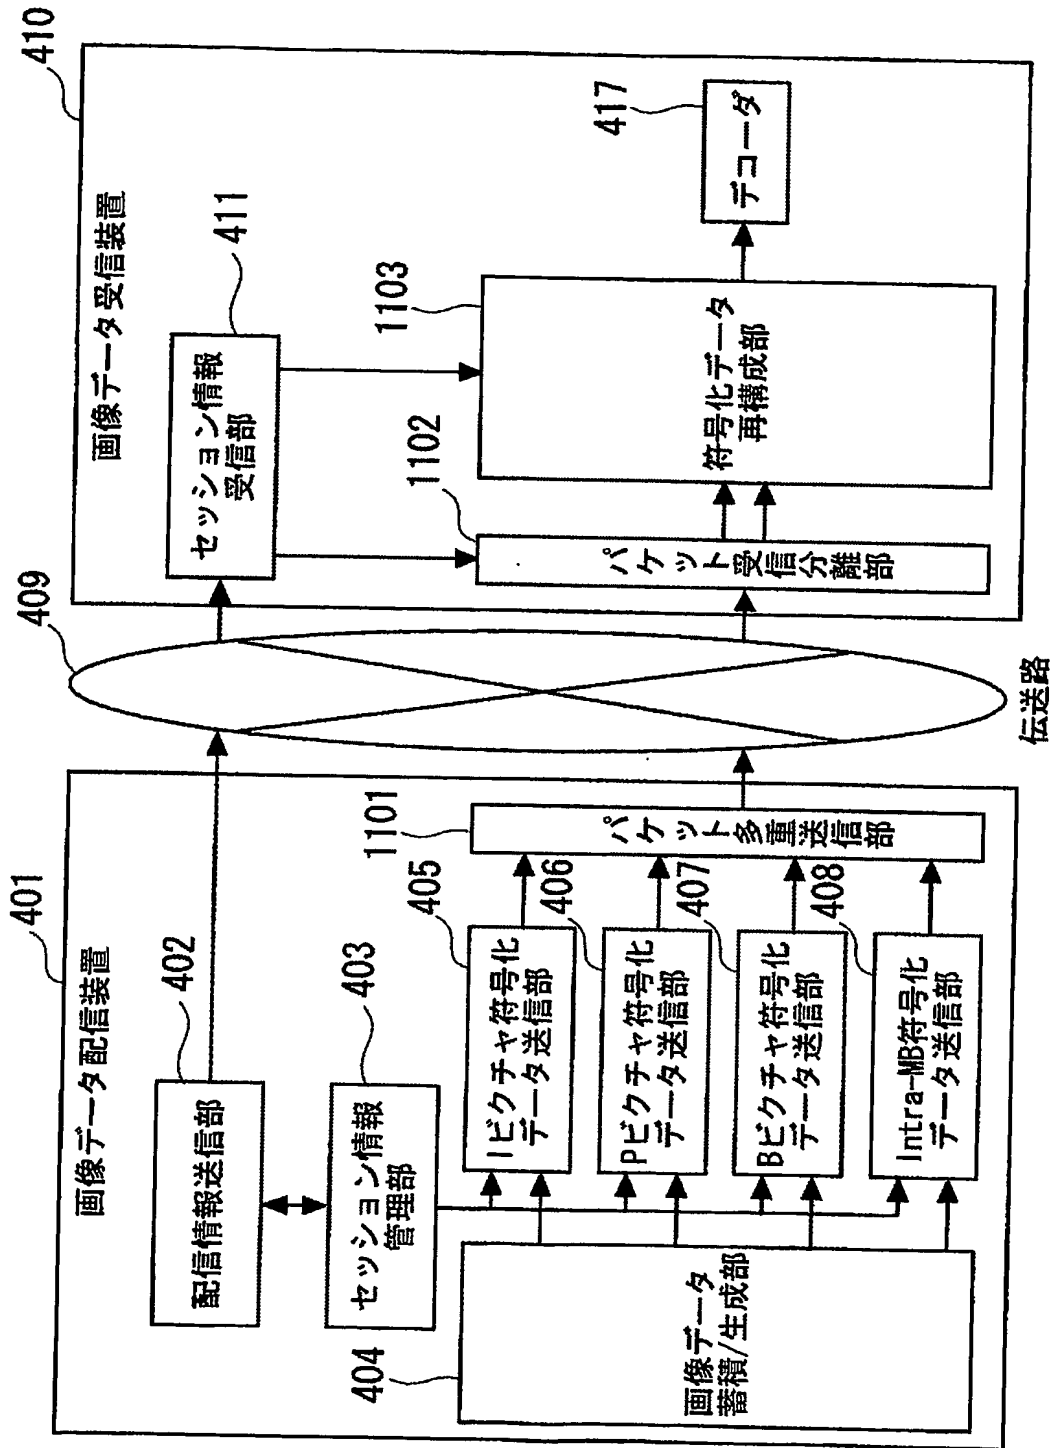 401
画像データ配信装置
402
配信情報送信部
403
セッション情報
管理部
404
画像データ
蓄積/生成部
405
Iピクチャ符号化
データ送信部
406
Pピクチャ符号化
データ送信部
407
Bピクチャ符号化
データ送信部
408
Intra-MB符号化
データ送信部
1101
パケット多重送信部
409
伝送路
410
画像データ受信装置
411
セッション情報
受信部
1102
パケット受信分離部
1103
符号化データ
再構成部
417
デコーダ